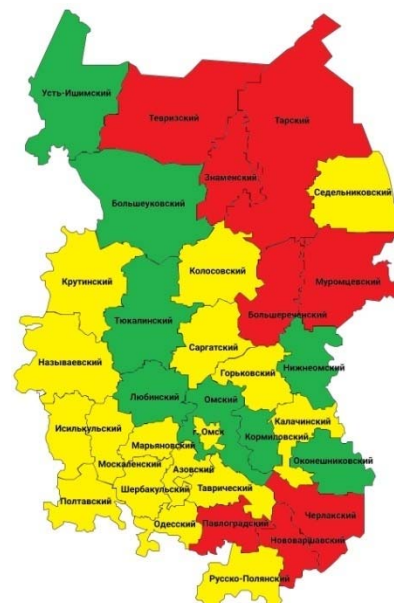 Усть-Ишимский
Тевризский
Тарский
Знаменский
Седельниковский
Большеуковский
Крутинский
Колосовский
Муромцевский
Большереченский
Тюкалинский
Саргатский
Называевский
Горьковский
Нижнеомский
Любинский
Омский
Исилькульский
Марьяновский
г. Омск
Кормиловский
Калачинский
Москаленский
Азовский
Оконешниковский
Полтавский
Шербакульский
Таврический
Черлакский
Одесский
Павлоградский
Нововаршавский
Русско-Полянский